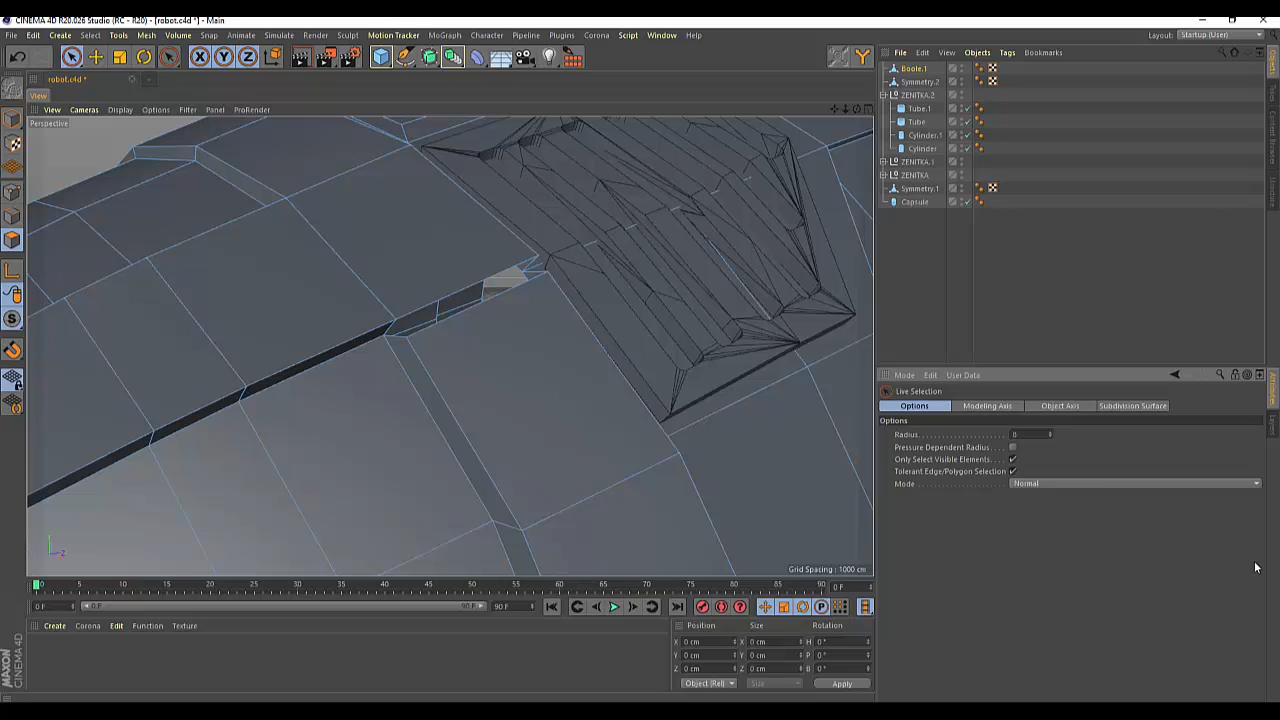 CINEMA 4D R20.026 Studio (RC - R20) - [robot.c4d *] - Main
File Edit Create Select Tools Mesh Volume Snap Animate Simulate Render Sculpt Motion Tracker MoGraph Character Pipeline Plugins Corona Script Window Help Layout: Startup (User)
robot.c4d *
View
View Cameras Display Options Filter Panel ProRender
Perspective
Grid Spacing : 1000 cm
File Edit View Objects Tags Bookmarks
Boole.1
Symmetry.2
ZENITKA.2
Tube.1
Tube
Cylinder.1
Cylinder
ZENITKA.1
ZENITKA
Symmetry.1
Capsule
Mode Edit User Data
Live Selection
Options Modeling Axis Object Axis Subdivision Surface
Options
Radius 8
Pressure Dependent Radius
Only Select Visible Elements
Tolerant Edge/Polygon Selection
Mode Normal
0 5 10 15 20 25 30 35 40 45 50 55 60 65 70 75 80 85 90 0 F
0 F 0 F 90 F 90 F
Create Corona Edit Function Texture
Position Size Rotation
X 0 cm X 0 cm H 0 °
Y 0 cm Y 0 cm P 0 °
Z 0 cm Z 0 cm B 0 °
Object (Rel) Size Apply
MAXON
CINEMA 4D